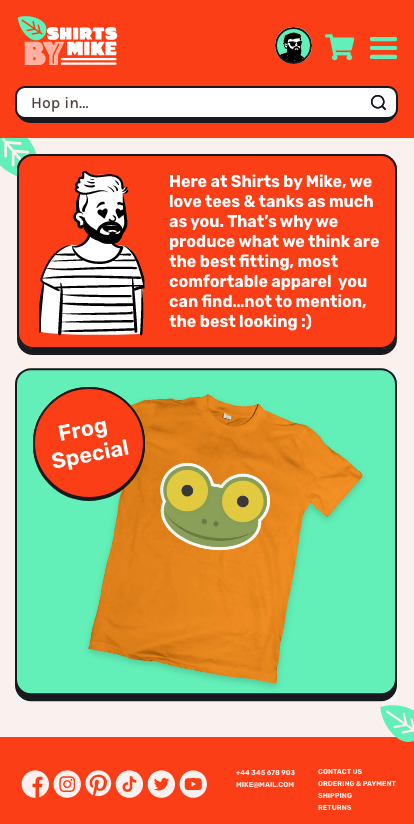 SHIRTS
BY MIKE
Hop in...
Here at Shirts by Mike, we
love tees & tanks as much
as you. That's why we
produce what we think are
the best fitting, most
comfortable apparel you
can find...not to mention,
the best looking :)
Frog
Special
+44 345 678 903
MIKE@MAIL.COM
CONTACT US
ORDERING & PAYMENT
SHIPPING
RETURNS